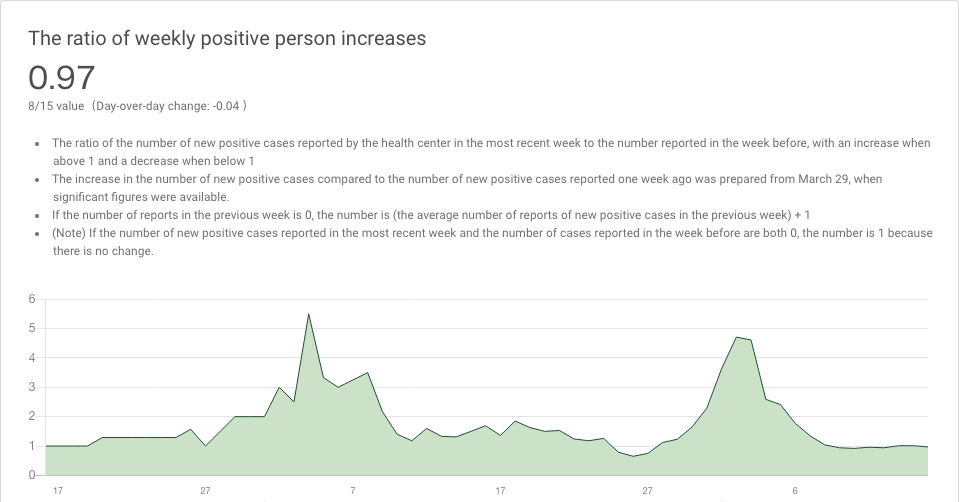 The ratio of weekly positive person increases
0.97
8/15 value （Day-over-day change: -0.04 ）
• The ratio of the number of new positive cases reported by the health center in the most recent week to the number reported in the week before, with an increase when
above 1 and a decrease when below 1
• The increase in the number of new positive cases compared to the number of new positive cases reported one week ago was prepared from March 29, when
significant figures were available.
• If the number of reports in the previous week is 0, the number is (the average number of reports of new positive cases in the previous week) + 1
• (Note) If the number of new positive cases reported in the most recent week and the number of cases reported in the week before are both 0, the number is 1 because
there is no change.
6
5
4
3
2
1
0
17 27 7 17 27 6